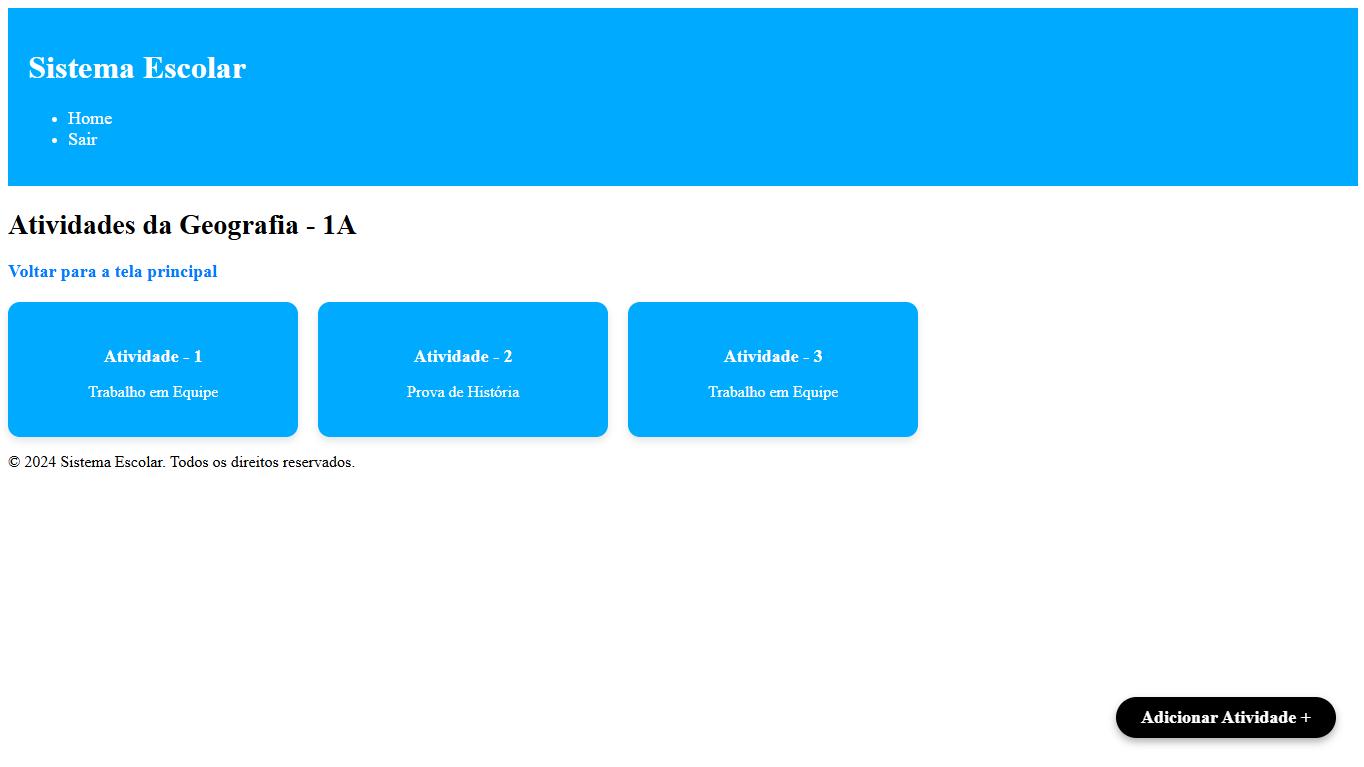 Sistema Escolar
Home
Sair
Atividades da Geografia - 1A
Voltar para a tela principal
Atividade - 1
Trabalho em Equipe
Atividade - 2
Prova de História
Atividade - 3
Trabalho em Equipe
© 2024 Sistema Escolar. Todos os direitos reservados.
Adicionar Atividade +